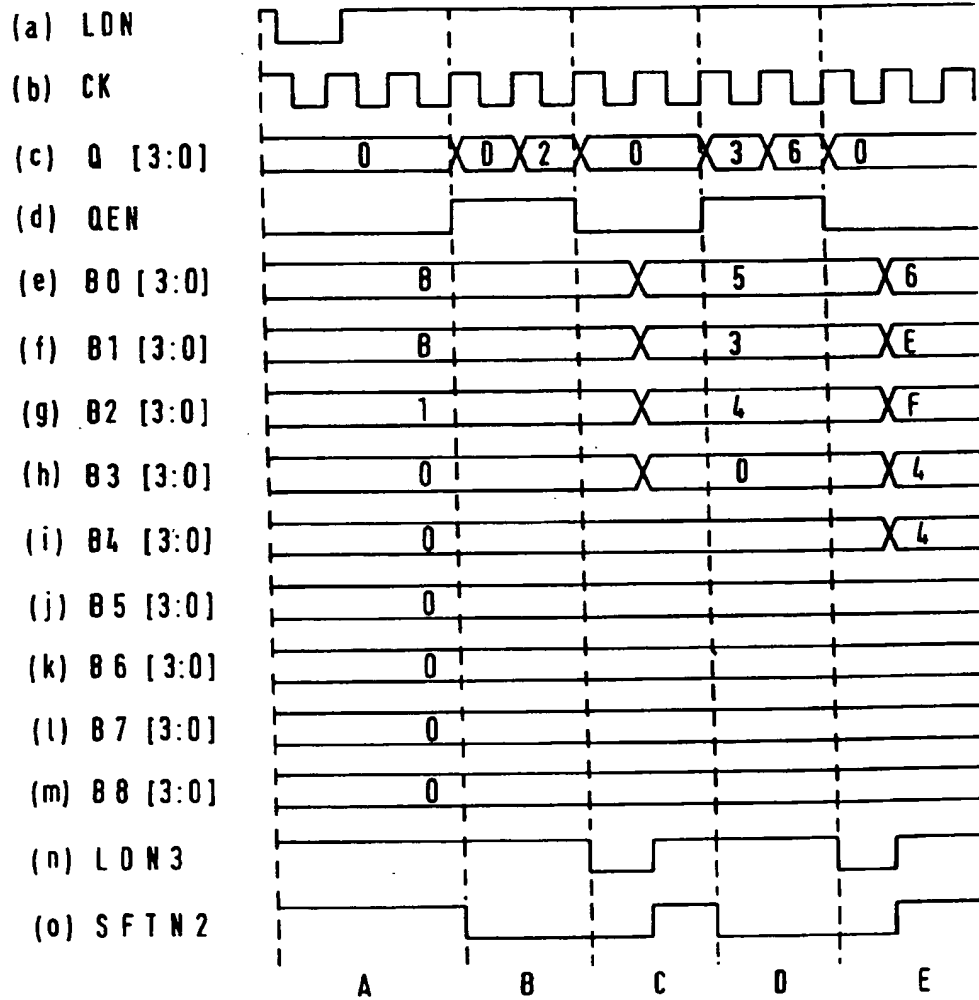 (a) LDN
(b) CK
(c) Q [3:0] 0 0 2 0 3 6 0
(d) QEN
(e) B0 [3:0] 8 5 6
(f) B1 [3:0] B 3 E
(g) B2 [3:0] 1 4 F
(h) B3 [3:0] 0 0 4
(i) B4 [3:0] 0 4
(j) B5 [3:0] 0
(k) B6 [3:0] 0
(l) B7 [3:0] 0
(m) B8 [3:0] 0
(n) LDN3
(o) SFTN2
A B C D E